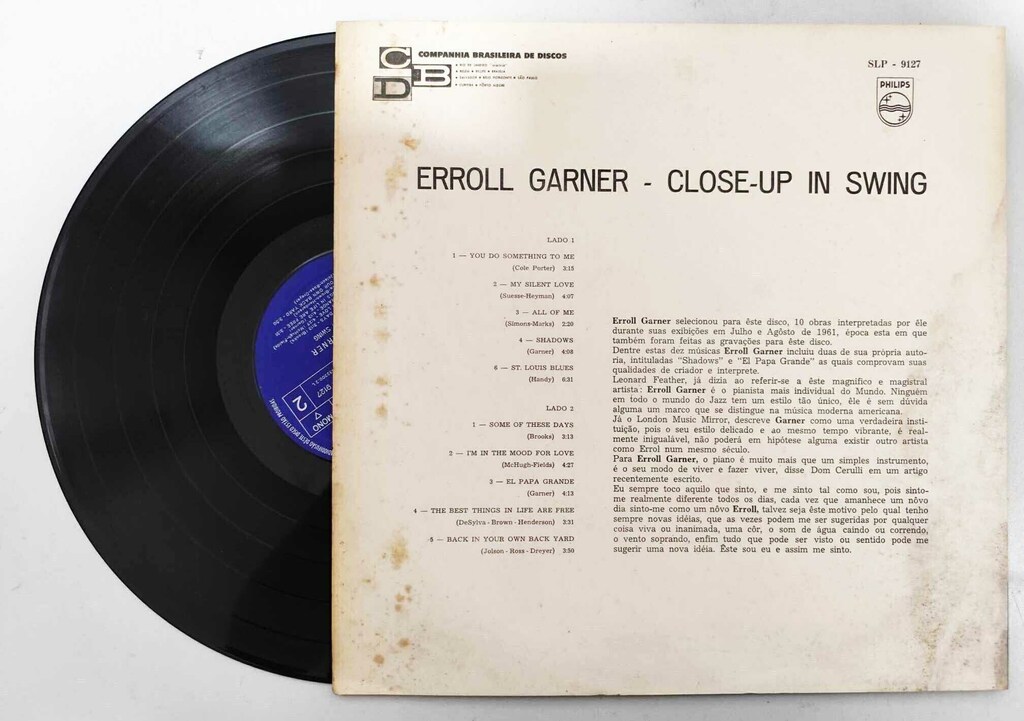 CBD
COMPANHIA BRASILEIRA DE DISCOS
SLP - 9127
PHILIPS
ERROLL GARNER - CLOSE-UP IN SWING
LADO 1
1 — YOU DO SOMETHING TO ME
(Cole Porter) 3:15
2 — MY SILENT LOVE
(Suesse-Heyman) 4:07
3 — ALL OF ME
(Simons-Marks) 2:20
4 — SHADOWS
(Garner) 4:08
6 — ST. LOUIS BLUES
(Handy) 6:31
LADO 2
1 — SOME OF THESE DAYS
(Brooks) 3:13
2 — I'M IN THE MOOD FOR LOVE
(McHugh-Fields) 4:27
3 — EL PAPA GRANDE
(Garner) 4:13
4 — THE BEST THINGS IN LIFE ARE FREE
(DeSylva - Brown - Henderson) 3:31
5 — BACK IN YOUR OWN BACK YARD
(Jolson - Ross - Dreyer) 3:50
Erroll Garner selecionou para êste disco, 10 obras interpretadas por êle
durante suas exibições em Julho e Agôsto de 1961, época esta em que
também foram feitas as gravações para êste disco.
Dentre estas dez músicas Erroll Garner incluiu duas de sua própria auto-
ria, intituladas "Shadows" e "El Papa Grande" as quais comprovam suas
qualidades de criador e interprete.
Leonard Feather, já dizia ao referir-se a êste magnifico e magistral
artista: Erroll Garner é o pianista mais individual do Mundo. Ninguém
em todo o mundo do Jazz tem um estilo tão único, êle é sem dúvida
alguma um marco que se distingue na música moderna americana.
Já o London Music Mirror, descreve Garner como uma verdadeira insti-
tuição, pois o seu estilo delicado e ao mesmo tempo vibrante, é real-
mente inigualável, não poderá em hipótese alguma existir outro artista
como Errol num mesmo século.
Para Erroll Garner, o piano é muito mais que um simples instrumento,
é o seu modo de viver e fazer viver, disse Dom Cerulli em um artigo
recentemente escrito.
Eu sempre toco aquilo que sinto, e me sinto tal como sou, pois sinto-
me realmente diferente todos os dias, cada vez que amanhece um nôvo
dia sinto-me como um nôvo Erroll, talvez seja êste motivo pelo qual tenho
sempre novas idéias, que as vezes podem me ser sugeridas por qualquer
coisa viva ou inanimada, uma côr, o som de água caindo ou correndo,
o vento soprando, enfim tudo que pode ser visto ou sentido pode me
sugerir uma nova idéia. Êste sou eu e assim me sinto.
RNER
SWING
9127
2
MONO